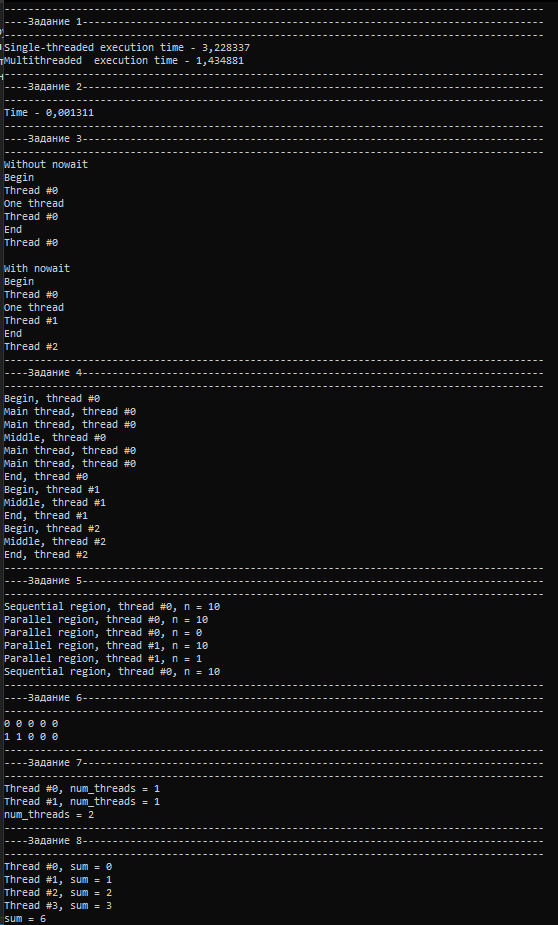 --------------------------------------------------------------------------------------------
----Задание 1-------------------------------------------------------------------------------
--------------------------------------------------------------------------------------------
Single-threaded execution time - 3,228337
Multithreaded  execution time - 1,434881
--------------------------------------------------------------------------------------------
----Задание 2-------------------------------------------------------------------------------
--------------------------------------------------------------------------------------------
Time - 0,001311
--------------------------------------------------------------------------------------------
----Задание 3-------------------------------------------------------------------------------
--------------------------------------------------------------------------------------------
Without nowait
Begin
Thread #0
One thread
Thread #0
End
Thread #0

With nowait
Begin
Thread #0
One thread
Thread #1
End
Thread #2
--------------------------------------------------------------------------------------------
----Задание 4-------------------------------------------------------------------------------
--------------------------------------------------------------------------------------------
Begin, thread #0
Main thread, thread #0
Main thread, thread #0
Middle, thread #0
Main thread, thread #0
Main thread, thread #0
End, thread #0
Begin, thread #1
Middle, thread #1
End, thread #1
Begin, thread #2
Middle, thread #2
End, thread #2
--------------------------------------------------------------------------------------------
----Задание 5-------------------------------------------------------------------------------
--------------------------------------------------------------------------------------------
Sequential region, thread #0, n = 10
Parallel region, thread #0, n = 10
Parallel region, thread #0, n = 0
Parallel region, thread #1, n = 10
Parallel region, thread #1, n = 1
Sequential region, thread #0, n = 10
--------------------------------------------------------------------------------------------
----Задание 6-------------------------------------------------------------------------------
--------------------------------------------------------------------------------------------
0 0 0 0 0
1 1 0 0 0
--------------------------------------------------------------------------------------------
----Задание 7-------------------------------------------------------------------------------
--------------------------------------------------------------------------------------------
Thread #0, num_threads = 1
Thread #1, num_threads = 1
num_threads = 2
--------------------------------------------------------------------------------------------
----Задание 8-------------------------------------------------------------------------------
--------------------------------------------------------------------------------------------
Thread #0, sum = 0
Thread #1, sum = 1
Thread #2, sum = 2
Thread #3, sum = 3
sum = 6